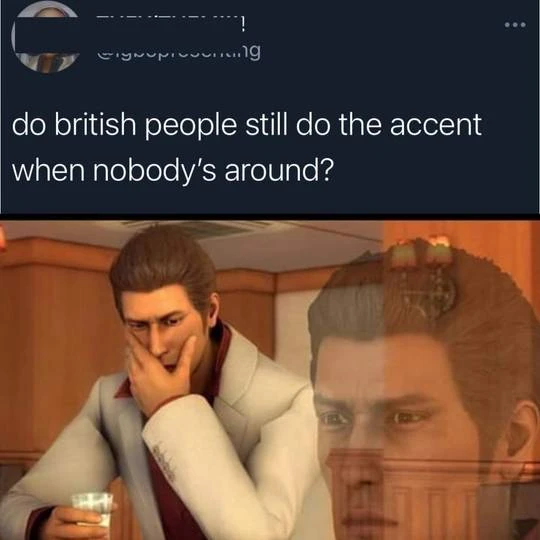 do british people still do the accent
when nobody's around?